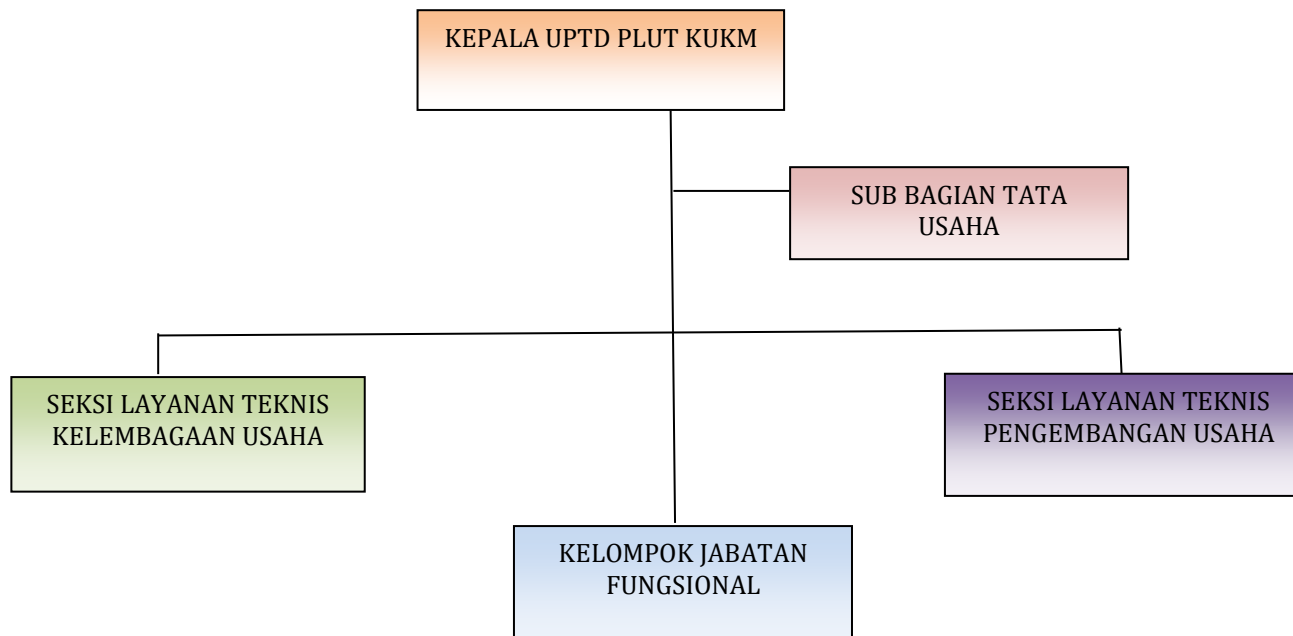 KEPALA UPTD PLUT KUKM
SUB BAGIAN TATA
USAHA
SEKSI LAYANAN TEKNIS
KELEMBAGAAN USAHA
SEKSI LAYANAN TEKNIS
PENGEMBANGAN USAHA
KELOMPOK JABATAN
FUNGSIONAL